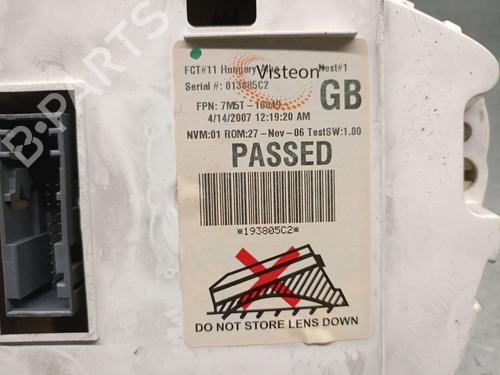 Visteon
FCT#11 Hungary
Nest#1
Serial #: 013805C2
GB
FPN: 7M5T-10849-
4/14/2007 12:19:20 AM
NVM:01 ROM:27-Nov-06 TestSW:1.00
PASSED
*193805C2*
DO NOT STORE LENS DOWN
B-PARTS